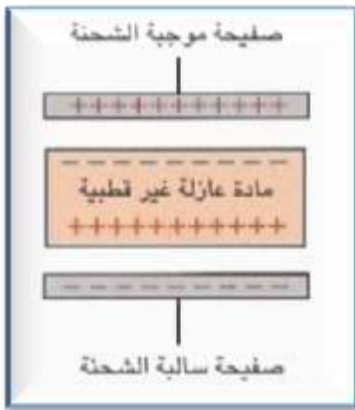 صفيحة موجبة الشحنة
+ + + + + + + + + + +
− − − − − − − − − −
مادة عازلة غير قطبية
+ + + + + + + + + + +
− − − − − − − − − −
صفيحة سالبة الشحنة